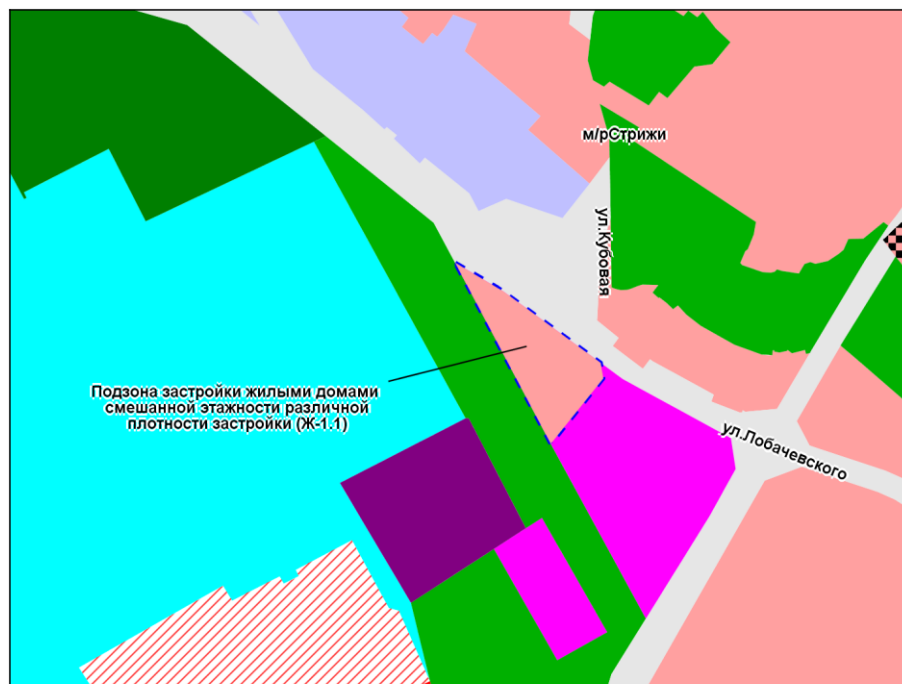 м/рСтрижи
ул.Кубовая
Подзона застройки жилыми домами
смешанной этажности различной
плотности застройки (Ж-1.1)
ул.Лобачевского